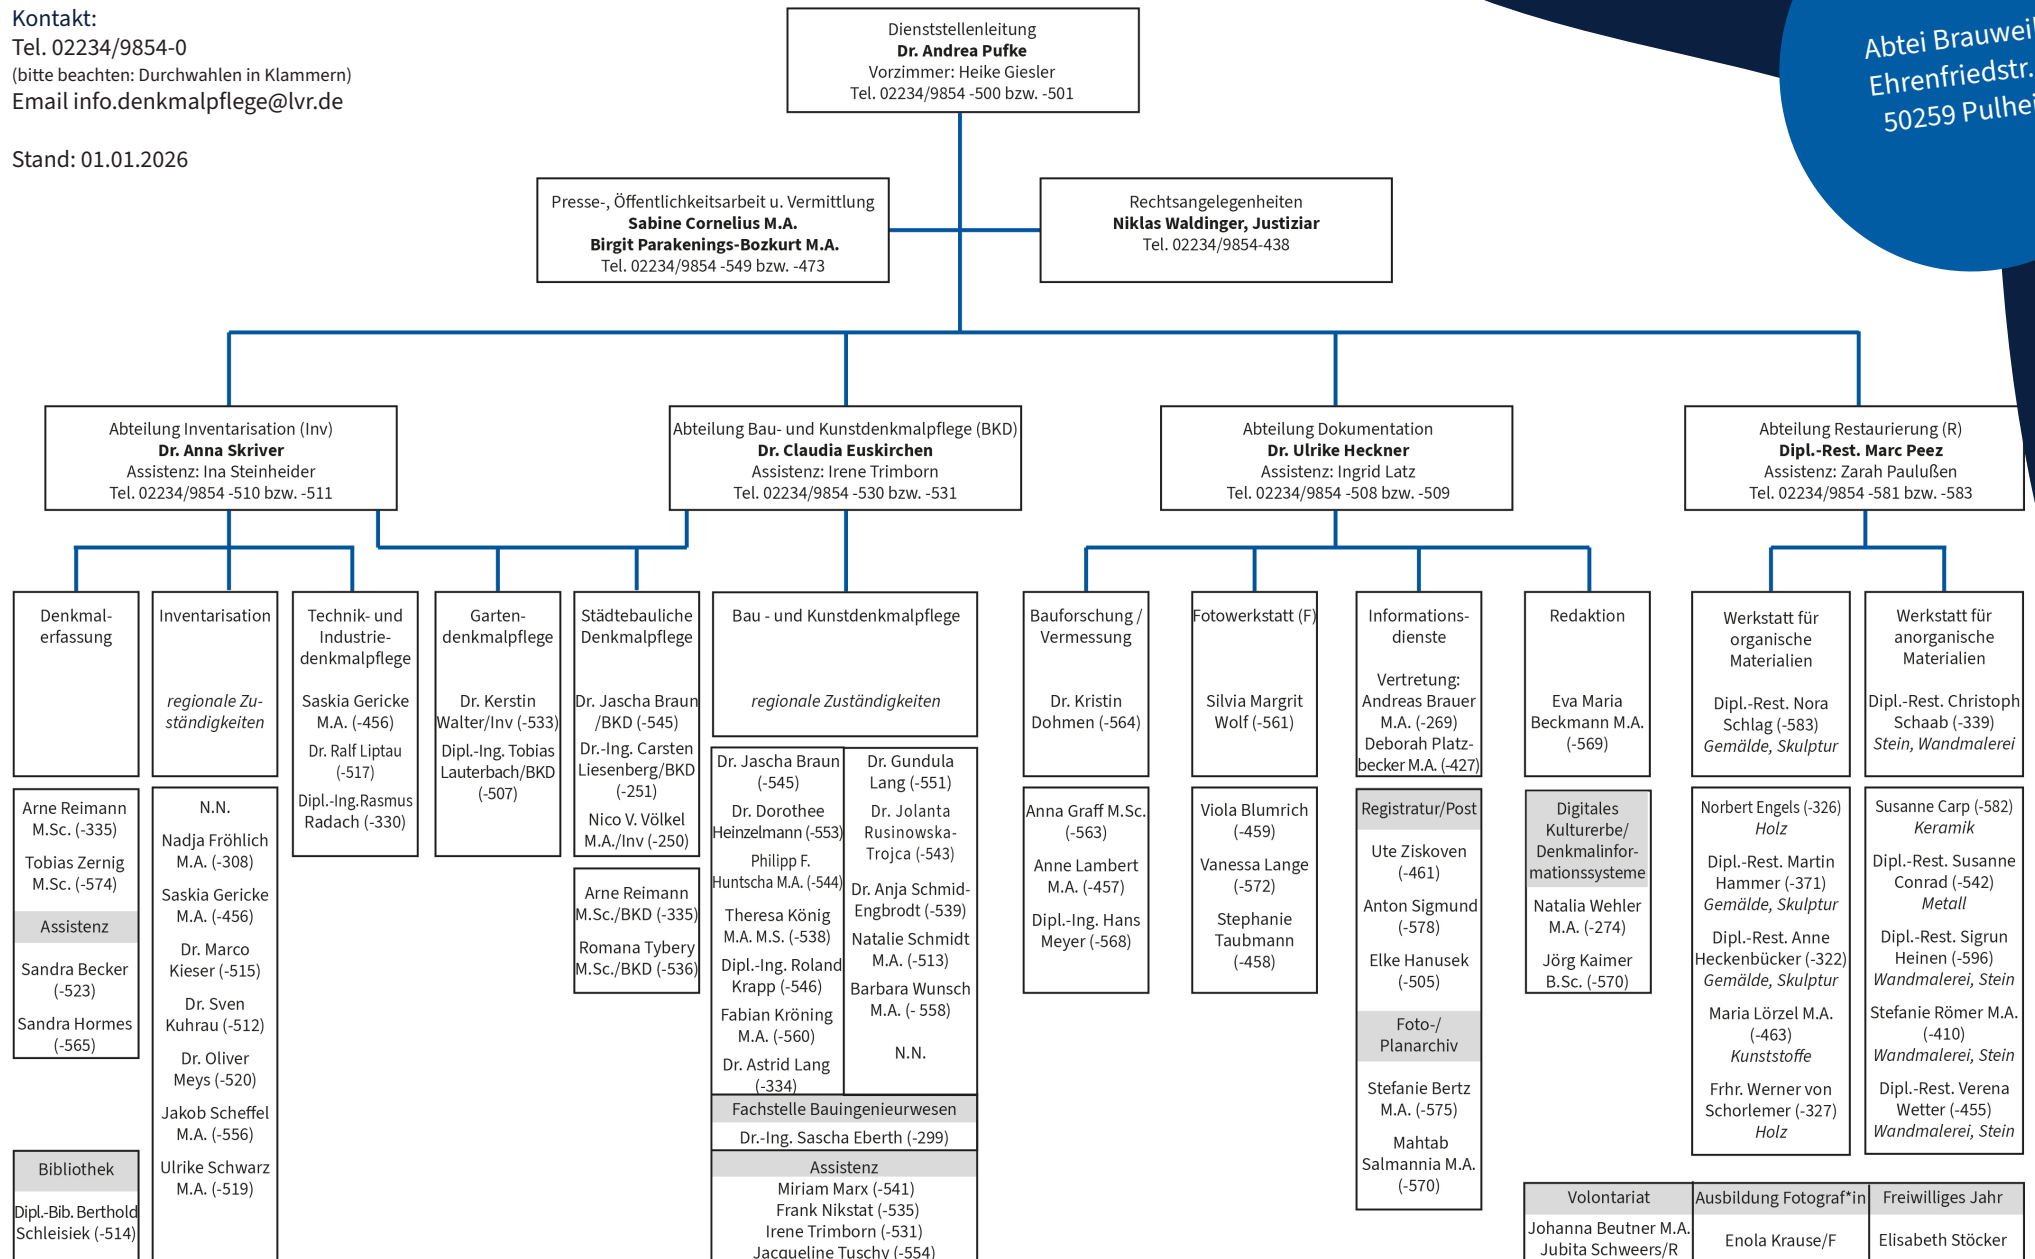 Kontakt:
Tel. 02234/9854-0
(bitte beachten: Durchwahlen in Klammern)
Email info.denkmalpflege@lvr.de
Stand: 01.01.2026
Abtei Brauwei
Ehrenfriedstr.
50259 Pulhei
Dienststellenleitung
Dr. Andrea Pufke
Vorzimmer: Heike Giesler
Tel. 02234/9854 -500 bzw. -501
Presse-, Öffentlichkeitsarbeit u. Vermittlung
Sabine Cornelius M.A.
Birgit Parakenings-Bozkurt M.A.
Tel. 02234/9854 -549 bzw. -473
Rechtsangelegenheiten
Niklas Waldinger, Justiziar
Tel. 02234/9854-438
Abteilung Inventarisation (Inv)
Dr. Anna Skriver
Assistenz: Ina Steinheider
Tel. 02234/9854 -510 bzw. -511
Abteilung Bau- und Kunstdenkmalpflege (BKD)
Dr. Claudia Euskirchen
Assistenz: Irene Trimborn
Tel. 02234/9854 -530 bzw. -531
Abteilung Dokumentation
Dr. Ulrike Heckner
Assistenz: Ingrid Latz
Tel. 02234/9854 -508 bzw. -509
Abteilung Restaurierung (R)
Dipl.-Rest. Marc Peez
Assistenz: Zarah Paulußen
Tel. 02234/9854 -581 bzw. -583
Denkmal-
erfassung
Arne Reimann
M.Sc. (-335)
Tobias Zernig
M.Sc. (-574)
Assistenz
Sandra Becker
(-523)
Sandra Hormes
(-565)
Bibliothek
Dipl.-Bib. Berthold
Schleisiek (-514)
Inventarisation
regionale Zu-
ständigkeiten
N.N.
Nadja Fröhlich
M.A. (-308)
Saskia Gericke
M.A. (-456)
Dr. Marco
Kieser (-515)
Dr. Sven
Kuhrau (-512)
Dr. Oliver
Meys (-520)
Jakob Scheffel
M.A. (-556)
Ulrike Schwarz
M.A. (-519)
Technik- und
Industrie-
denkmalpflege
Saskia Gericke
M.A. (-456)
Dr. Ralf Liptau
(-517)
Dipl.-Ing.Rasmus
Radach (-330)
Garten-
denkmalpflege
Dr. Kerstin
Walter/Inv (-533)
Dipl.-Ing. Tobias
Lauterbach/BKD
(-507)
Städtebauliche
Denkmalpflege
Dr. Jascha Braun
/BKD (-545)
Dr.-Ing. Carsten
Liesenberg/BKD
(-251)
Nico V. Völkel
M.A./Inv (-250)
Arne Reimann
M.Sc./BKD (-335)
Romana Tybery
M.Sc./BKD (-536)
Bau - und Kunstdenkmalpflege
regionale Zuständigkeiten
Dr. Jascha Braun
(-545)
Dr. Dorothee
Heinzelmann (-553)
Philipp F.
Huntscha M.A. (-544)
Theresa König
M.A. M.S. (-538)
Dipl.-Ing. Roland
Krapp (-546)
Fabian Kröning
M.A. (-560)
Dr. Astrid Lang
(-334)
Dr. Gundula
Lang (-551)
Dr. Jolanta
Rusinowska-
Trojca (-543)
Dr. Anja Schmid-
Engbrodt (-539)
Natalie Schmidt
M.A. (-513)
Barbara Wunsch
M.A. (- 558)
N.N.
Fachstelle Bauingenieurwesen
Dr.-Ing. Sascha Eberth (-299)
Assistenz
Miriam Marx (-541)
Frank Nikstat (-535)
Irene Trimborn (-531)
Jacqueline Tuschy (-554)
Bauforschung /
Vermessung
Dr. Kristin
Dohmen (-564)
Anna Graff M.Sc.
(-563)
Anne Lambert
M.A. (-457)
Dipl.-Ing. Hans
Meyer (-568)
Fotowerkstatt (F)
Silvia Margrit
Wolf (-561)
Viola Blumrich
(-459)
Vanessa Lange
(-572)
Stephanie
Taubmann
(-458)
Informations-
dienste
Vertretung:
Andreas Brauer
M.A. (-269)
Deborah Platz-
becker M.A. (-427)
Registratur/Post
Ute Ziskoven
(-461)
Anton Sigmund
(-578)
Elke Hanusek
(-505)
Foto-/
Planarchiv
Stefanie Bertz
M.A. (-575)
Mahtab
Salmannia M.A.
(-570)
Redaktion
Eva Maria
Beckmann M.A.
(-569)
Digitales
Kulturerbe/
Denkmalinfor-
mationssysteme
Natalia Wehler
M.A. (-274)
Jörg Kaimer
B.Sc. (-570)
Werkstatt für
organische
Materialien
Dipl.-Rest. Nora
Schlag (-583)
Gemälde, Skulptur
Norbert Engels (-326)
Holz
Dipl.-Rest. Martin
Hammer (-371)
Gemälde, Skulptur
Dipl.-Rest. Anne
Heckenbücker (-322)
Gemälde, Skulptur
Maria Lörzel M.A.
(-463)
Kunststoffe
Frhr. Werner von
Schorlemer (-327)
Holz
Werkstatt für
anorganische
Materialien
Dipl.-Rest. Christoph
Schaab (-339)
Stein, Wandmalerei
Susanne Carp (-582)
Keramik
Dipl.-Rest. Susanne
Conrad (-542)
Metall
Dipl.-Rest. Sigrun
Heinen (-596)
Wandmalerei, Stein
Stefanie Römer M.A.
(-410)
Wandmalerei, Stein
Dipl.-Rest. Verena
Wetter (-455)
Wandmalerei, Stein
Volontariat
Johanna Beutner M.A.
Jubita Schweers/R
Ausbildung Fotograf*in
Enola Krause/F
Freiwilliges Jahr
Elisabeth Stöcker